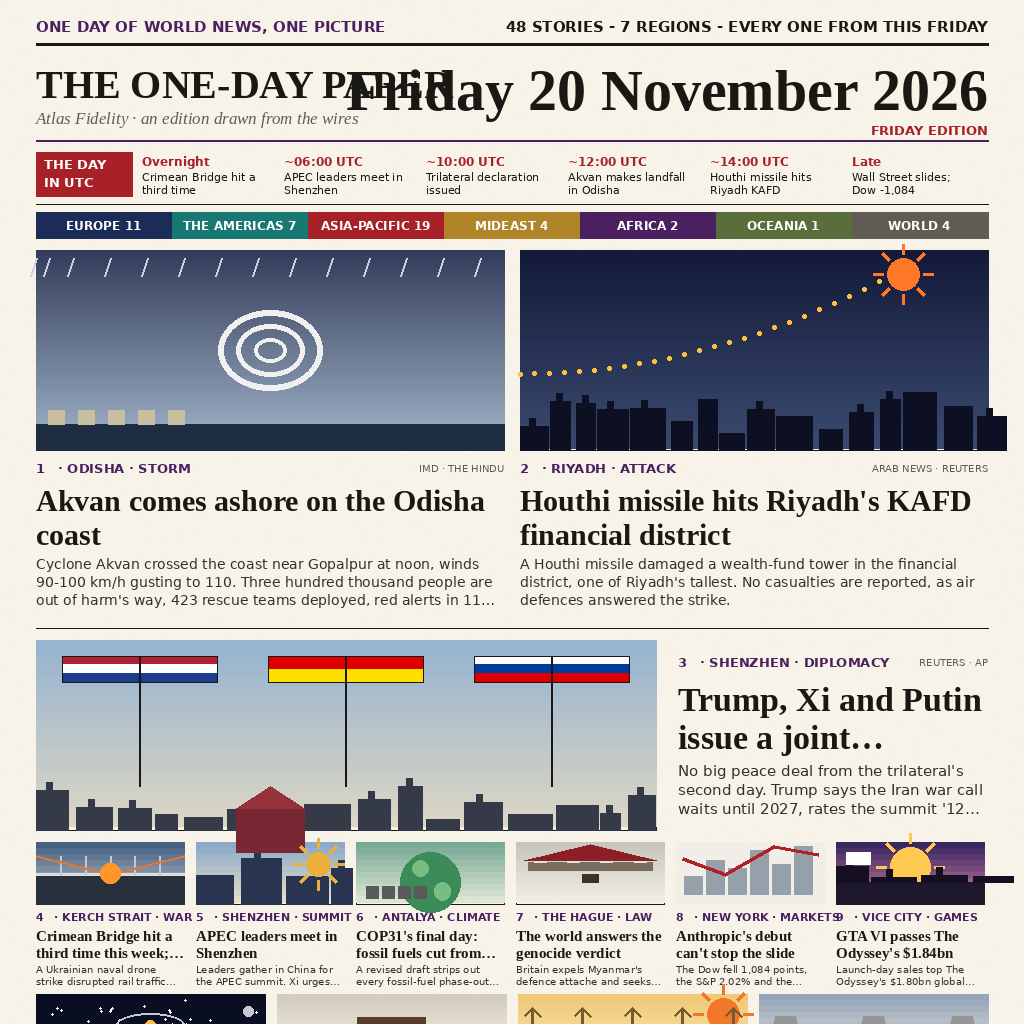 ONE DAY OF WORLD NEWS, ONE PICTURE
48 STORIES - 7 REGIONS - EVERY ONE FROM THIS FRIDAY
THE ONE-DAY PAPER
Friday 20 November 2026
Atlas Fidelity · an edition drawn from the wires
FRIDAY EDITION
THE DAY
IN UTC
Overnight
Crimean Bridge hit a
third time
~06:00 UTC
APEC leaders meet in
Shenzhen
~10:00 UTC
Trilateral declaration
issued
~12:00 UTC
Akvan makes landfall
in Odisha
~14:00 UTC
Houthi missile hits
Riyadh KAFD
Late
Wall Street slides;
Dow -1,084
EUROPE 11
THE AMERICAS 7
ASIA-PACIFIC 19
MIDEAST 4
AFRICA 2
OCEANIA 1
WORLD 4
1 · ODISHA · STORM
IMD · THE HINDU
Akvan comes ashore on the Odisha
coast
Cyclone Akvan crossed the coast near Gopalpur at noon, winds
90-100 km/h gusting to 110. Three hundred thousand people are
out of harm's way, 423 rescue teams deployed, red alerts in 11...
2 · RIYADH · ATTACK
ARAB NEWS · REUTERS
Houthi missile hits Riyadh's KAFD
financial district
A Houthi missile damaged a wealth-fund tower in the financial
district, one of Riyadh's tallest. No casualties are reported, as air
defences answered the strike.
3 · SHENZHEN · DIPLOMACY
REUTERS · AP
Trump, Xi and Putin
issue a joint...
No big peace deal from the trilateral's
second day. Trump says the Iran war call
waits until 2027, rates the summit '12...
4 · KERCH STRAIT · WAR
Crimean Bridge hit a
third time this week;...
A Ukrainian naval drone
strike disrupted rail traffic...
5 · SHENZHEN · SUMMIT
APEC leaders meet in
Shenzhen
Leaders gather in China for
the APEC summit. Xi urges...
6 · ANTALYA · CLIMATE
COP31's final day:
fossil fuels cut from...
A revised draft strips out
every fossil-fuel phase-out...
7 · THE HAGUE · LAW
The world answers the
genocide verdict
Britain expels Myanmar's
defence attache and seeks...
8 · NEW YORK · MARKETS
Anthropic's debut
can't stop the slide
The Dow fell 1,084 points,
the S&P 2.02% and the...
9 · VICE CITY · GAMES
GTA VI passes The
Odyssey's $1.84bn
Launch-day sales top The
Odyssey's $1.80bn global...